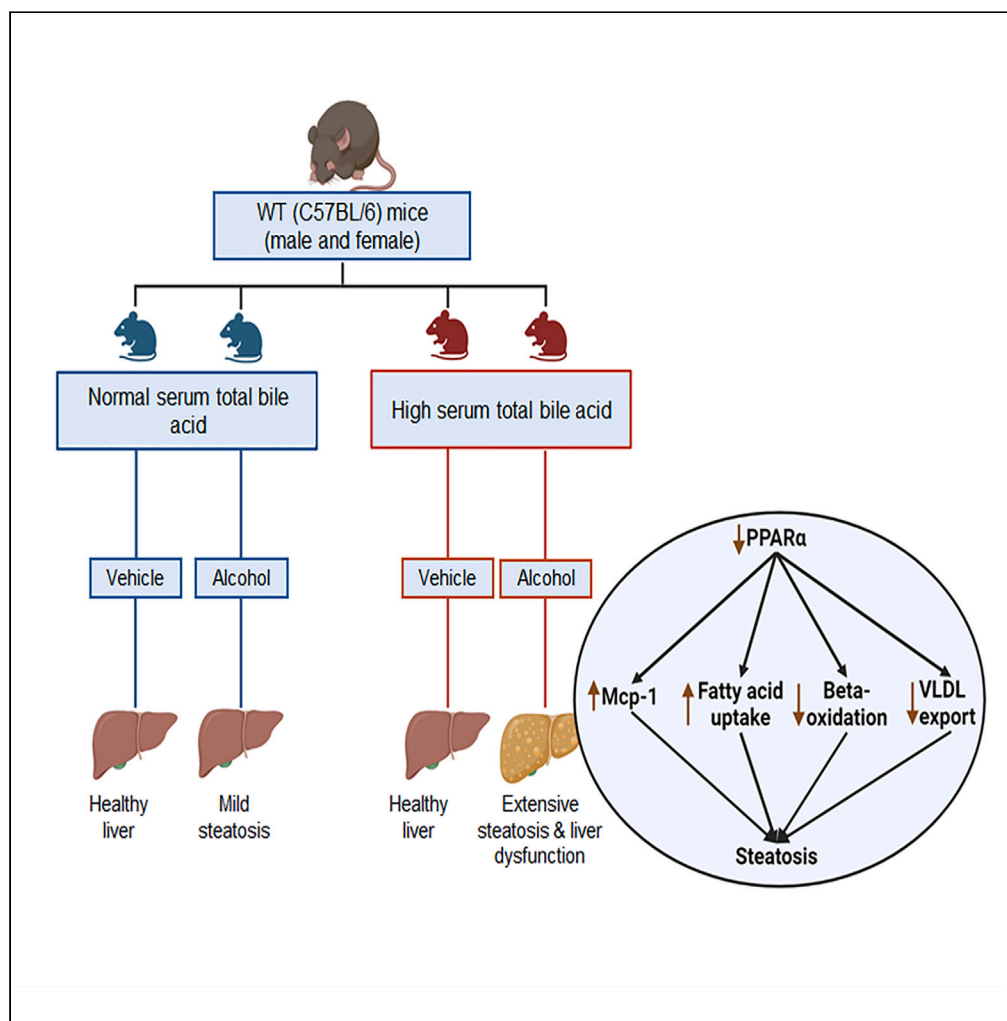 WT (C57BL/6) mice
(male and female)
Normal serum total bile
acid
High serum total bile acid
Vehicle
Alcohol
Vehicle
Alcohol
Healthy
liver
Mild
steatosis
Healthy
liver
Extensive
steatosis & liver
dysfunction
↓PPARα
↑Mcp-1
↑Fatty acid
uptake
↓Beta-
oxidation
↓VLDL
export
Steatosis